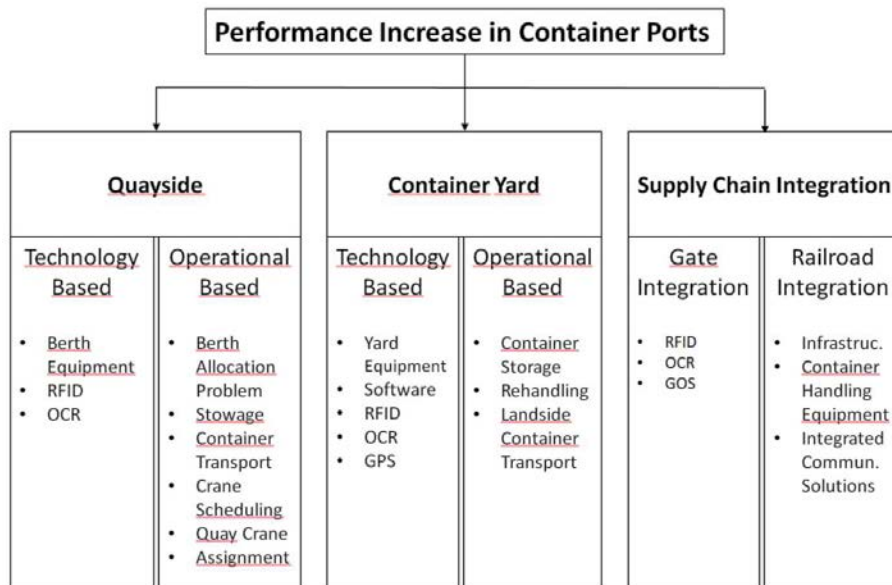 Performance Increase in Container Ports
Quayside
Technology
Based
• Berth
Equipment
• RFID
• OCR
Operational
Based
• Berth
Allocation
Problem
• Stowage
• Container
Transport
• Crane
Scheduling
• Quay Crane
• Assignment
Container Yard
Technology
Based
• Yard
Equipment
• Software
• RFID
• OCR
• GPS
Operational
Based
• Container
Storage
• Rehandling
• Landside
Container
Transport
Supply Chain Integration
Gate
Integration
• RFID
• OCR
• GOS
Railroad
Integration
• Infrastruc.
• Container
Handling
Equipment
• Integrated
Commun.
Solutions